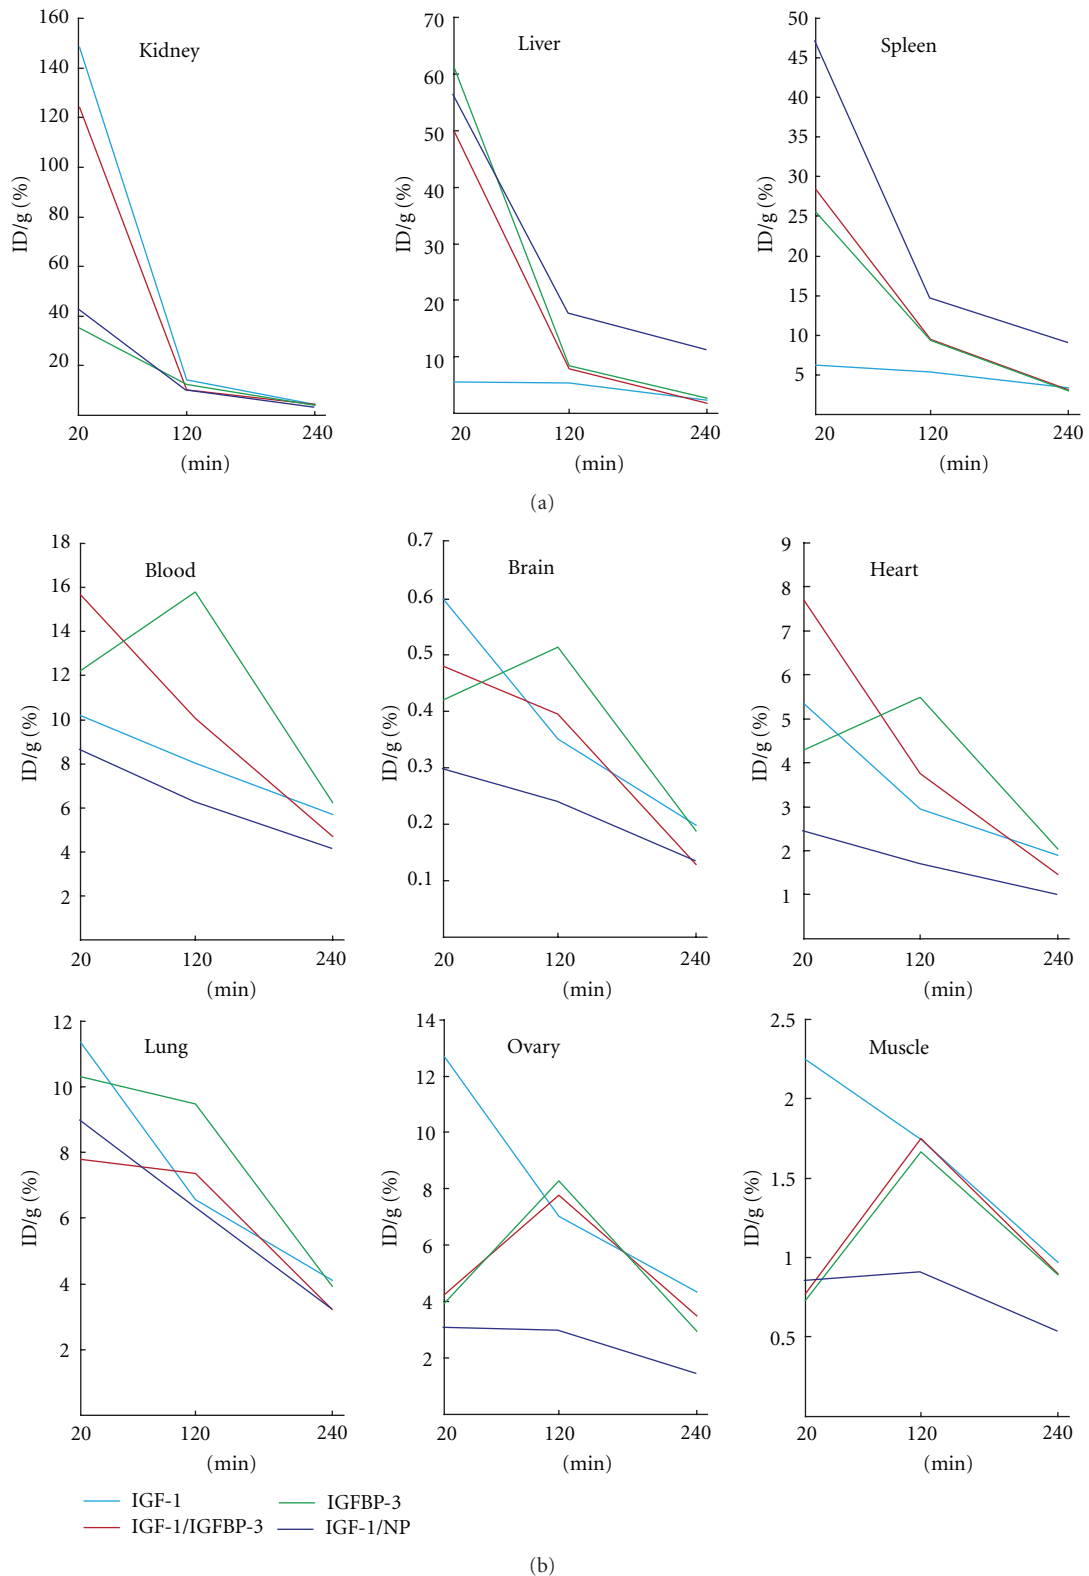 Kidney
ID/g (%)
160
140
120
100
80
60
40
20
20 120 240
(min)
Liver
ID/g (%)
70
60
50
40
30
20
10
20 120 240
(min)
Spleen
ID/g (%)
50
45
40
35
30
25
20
15
10
5
20 120 240
(min)
(a)
Blood
ID/g (%)
18
16
14
12
10
8
6
4
2
20 120 240
(min)
Brain
ID/g (%)
0.7
0.6
0.5
0.4
0.3
0.2
0.1
20 120 240
(min)
Heart
ID/g (%)
9
8
7
6
5
4
3
2
1
20 120 240
(min)
Lung
ID/g (%)
12
10
8
6
4
2
20 120 240
(min)
Ovary
ID/g (%)
14
12
10
8
6
4
2
20 120 240
(min)
Muscle
ID/g (%)
2.5
2
1.5
1
0.5
20 120 240
(min)
IGF-1
IGF-1/IGFBP-3
IGFBP-3
IGF-1/NP
(b)